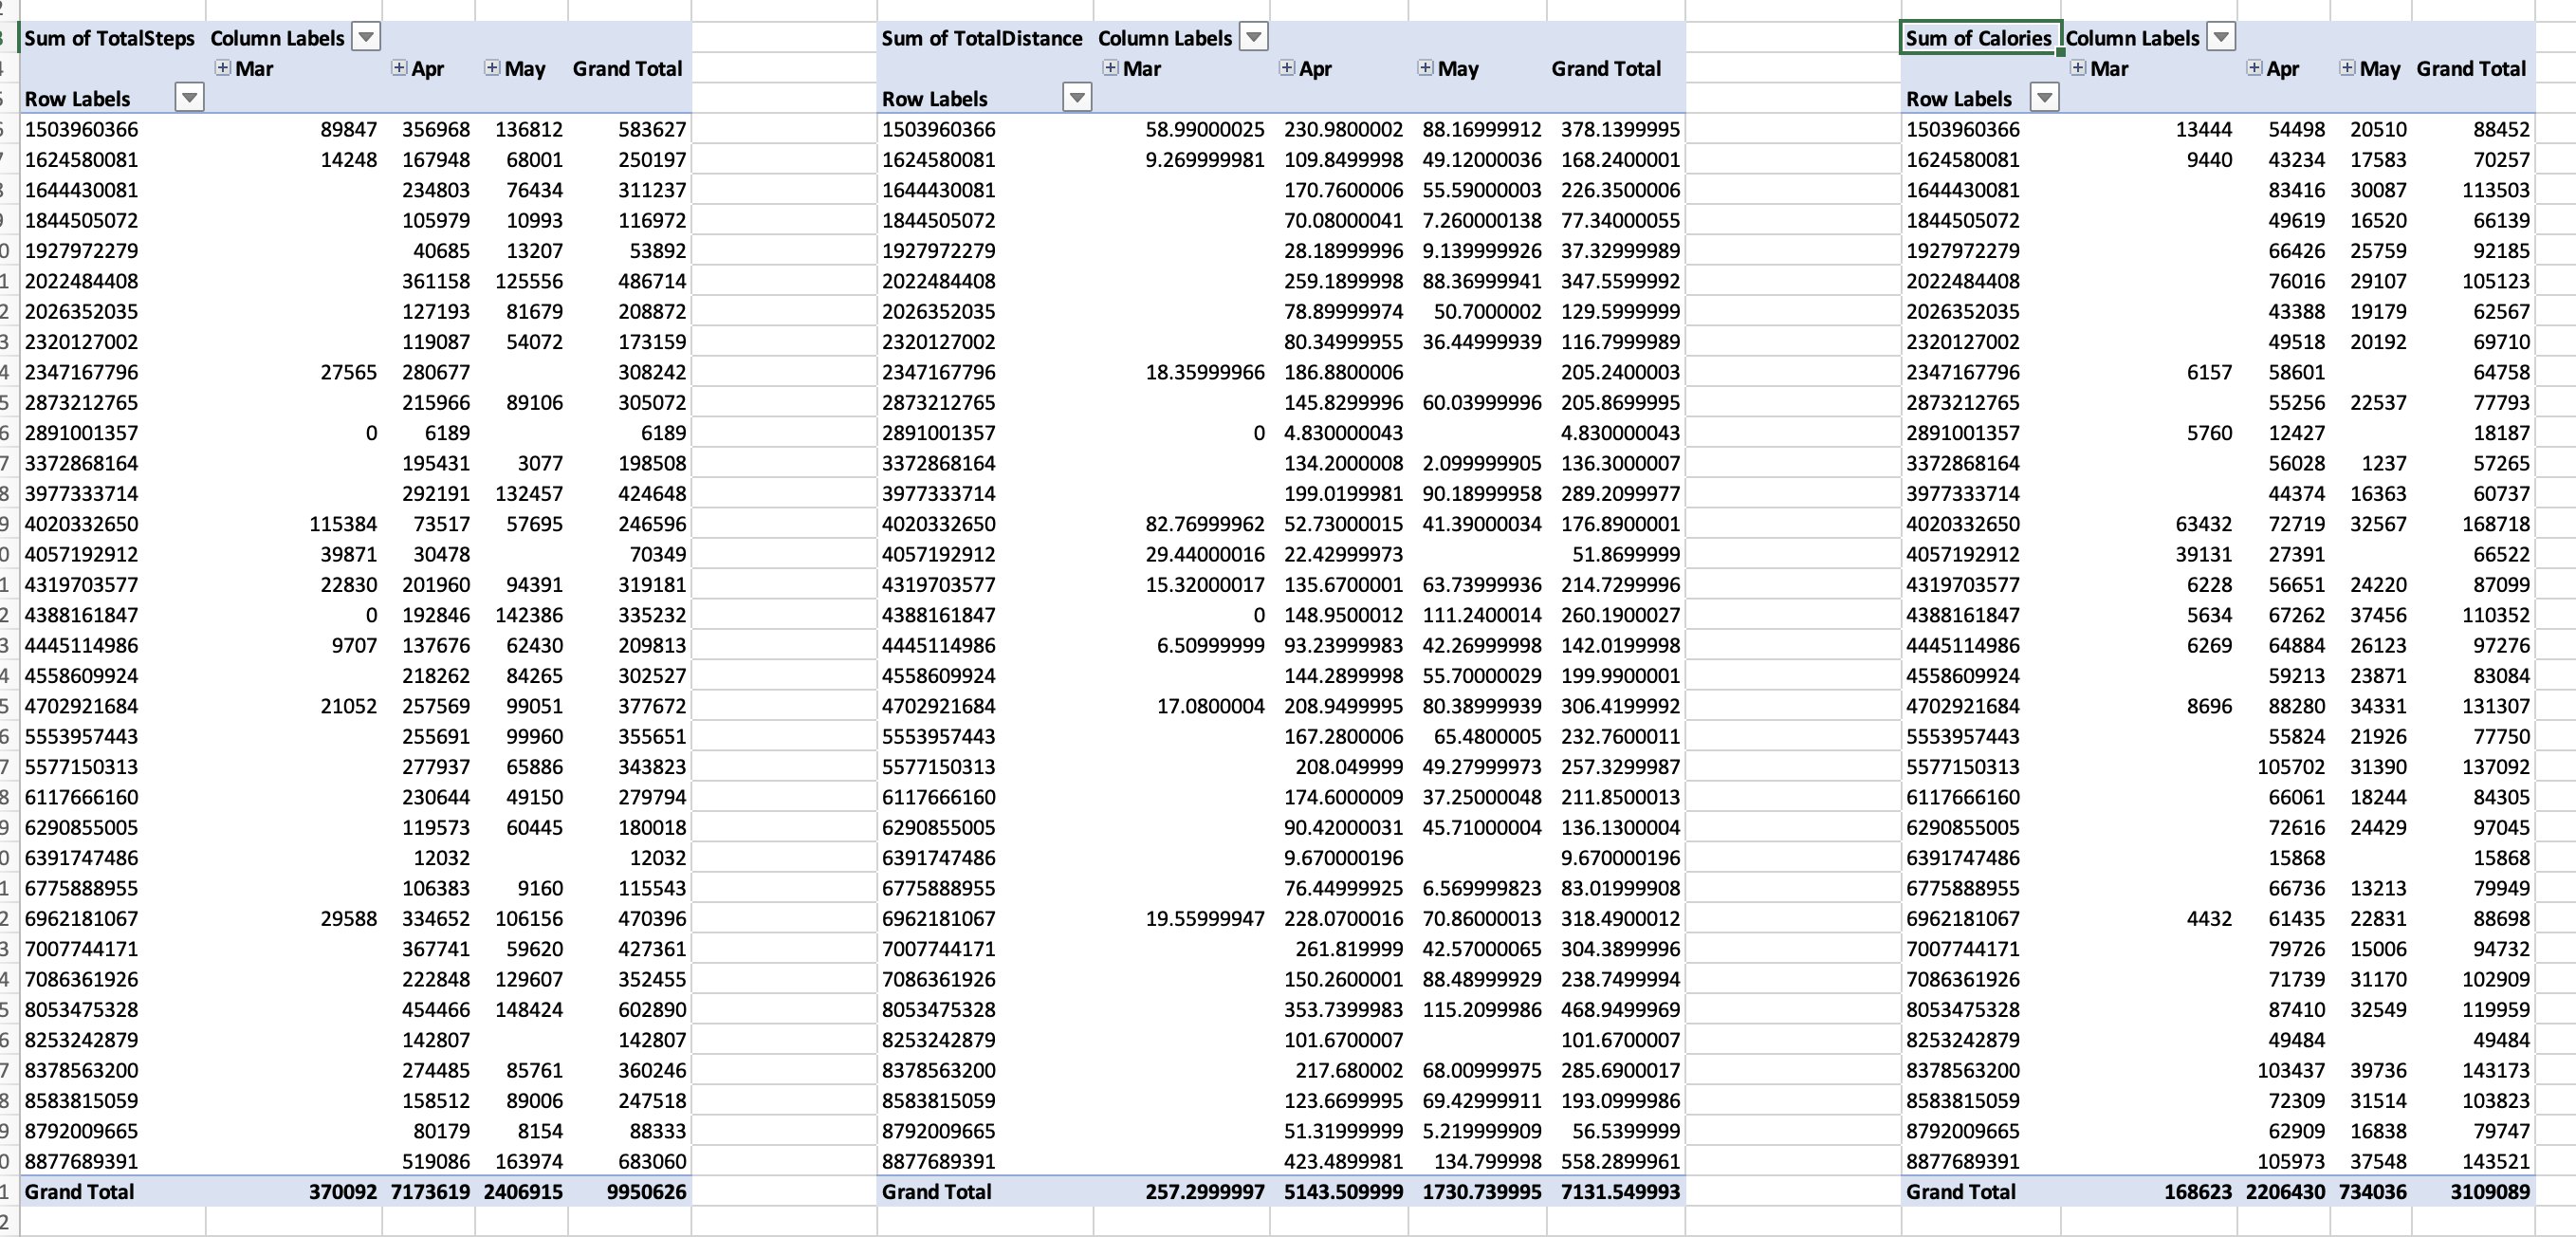 Sum of TotalSteps Column Labels Sum of TotalDistance Column Labels Sum of Calories Column Labels
Mar Apr May Grand Total Mar Apr May Grand Total Mar Apr May Grand Total
Row Labels Row Labels Row Labels
1503960366 89847 356968 136812 583627 1503960366 58.99000025 230.9800002 88.16999912 378.1399995 1503960366 13444 54498 20510 88452
1624580081 14248 167948 68001 250197 1624580081 9.269999981 109.8499998 49.12000036 168.2400001 1624580081 9440 43234 17583 70257
1644430081 234803 76434 311237 1644430081 170.7600006 55.59000003 226.3500006 1644430081 83416 30087 113503
1844505072 105979 10993 116972 1844505072 70.08000041 7.260000138 77.34000055 1844505072 49619 16520 66139
1927972279 40685 13207 53892 1927972279 28.18999996 9.139999926 37.32999989 1927972279 66426 25759 92185
2022484408 361158 125556 486714 2022484408 259.1899998 88.36999941 347.5599992 2022484408 76016 29107 105123
2026352035 127193 81679 208872 2026352035 78.89999974 50.7000002 129.5999999 2026352035 43388 19179 62567
2320127002 119087 54072 173159 2320127002 80.34999955 36.44999939 116.7999989 2320127002 49518 20192 69710
2347167796 27565 280677 308242 2347167796 18.35999966 186.8800006 205.2400003 2347167796 6157 58601 64758
2873212765 215966 89106 305072 2873212765 145.8299996 60.03999996 205.8699995 2873212765 55256 22537 77793
2891001357 0 6189 6189 2891001357 0 4.830000043 4.830000043 2891001357 5760 12427 18187
3372868164 195431 3077 198508 3372868164 134.2000008 2.099999905 136.3000007 3372868164 56028 1237 57265
3977333714 292191 132457 424648 3977333714 199.0199981 90.18999958 289.2099977 3977333714 44374 16363 60737
4020332650 115384 73517 57695 246596 4020332650 82.76999962 52.73000015 41.39000034 176.8900001 4020332650 63432 72719 32567 168718
4057192912 39871 30478 70349 4057192912 29.44000016 22.42999973 51.8699999 4057192912 39131 27391 66522
4319703577 22830 201960 94391 319181 4319703577 15.32000017 135.6700001 63.73999936 214.7299996 4319703577 6228 56651 24220 87099
4388161847 0 192846 142386 335232 4388161847 0 148.9500012 111.2400014 260.1900027 4388161847 5634 67262 37456 110352
4445114986 9707 137676 62430 209813 4445114986 6.50999999 93.23999983 42.26999998 142.0199998 4445114986 6269 64884 26123 97276
4558609924 218262 84265 302527 4558609924 144.2899998 55.70000029 199.9900001 4558609924 59213 23871 83084
4702921684 21052 257569 99051 377672 4702921684 17.0800004 208.9499995 80.38999939 306.4199992 4702921684 8696 88280 34331 131307
5553957443 255691 99960 355651 5553957443 167.2800006 65.4800005 232.7600011 5553957443 55824 21926 77750
5577150313 277937 65886 343823 5577150313 208.049999 49.27999973 257.3299987 5577150313 105702 31390 137092
6117666160 230644 49150 279794 6117666160 174.6000009 37.25000048 211.8500013 6117666160 66061 18244 84305
6290855005 119573 60445 180018 6290855005 90.42000031 45.71000004 136.1300004 6290855005 72616 24429 97045
6391747486 12032 12032 6391747486 9.670000196 9.670000196 6391747486 15868 15868
6775888955 106383 9160 115543 6775888955 76.44999925 6.569999823 83.01999908 6775888955 66736 13213 79949
6962181067 29588 334652 106156 470396 6962181067 19.55999947 228.0700016 70.86000013 318.4900012 6962181067 4432 61435 22831 88698
7007744171 367741 59620 427361 7007744171 261.819999 42.57000065 304.3899996 7007744171 79726 15006 94732
7086361926 222848 129607 352455 7086361926 150.2600001 88.48999929 238.7499994 7086361926 71739 31170 102909
8053475328 454466 148424 602890 8053475328 353.7399983 115.2099986 468.9499969 8053475328 87410 32549 119959
8253242879 142807 142807 8253242879 101.6700007 101.6700007 8253242879 49484 49484
8378563200 274485 85761 360246 8378563200 217.680002 68.00999975 285.6900017 8378563200 103437 39736 143173
8583815059 158512 89006 247518 8583815059 123.6699995 69.42999911 193.0999986 8583815059 72309 31514 103823
8792009665 80179 8154 88333 8792009665 51.31999999 5.219999909 56.5399999 8792009665 62909 16838 79747
8877689391 519086 163974 683060 8877689391 423.4899981 134.799998 558.2899961 8877689391 105973 37548 143521
Grand Total 370092 7173619 2406915 9950626 Grand Total 257.2999997 5143.509999 1730.739995 7131.549993 Grand Total 168623 2206430 734036 3109089